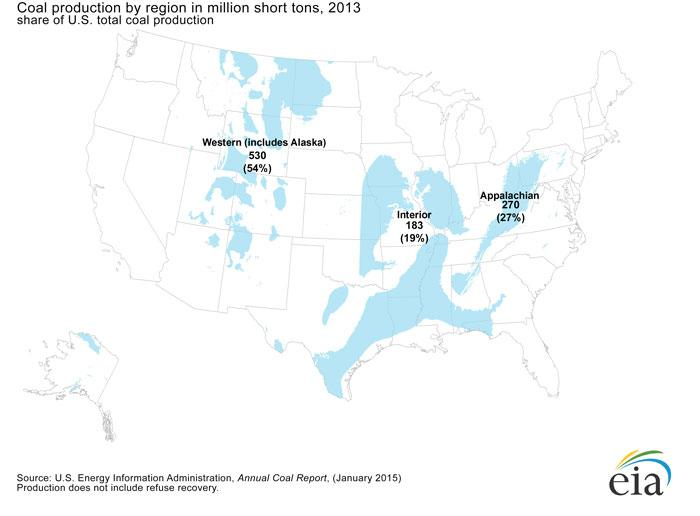 Coal production by region in million short tons, 2013
share of U.S. total coal production
Western (includes Alaska)
530
(54%)
Appalachian
270
(27%)
Interior
183
(19%)
Source: U.S. Energy Information Administration, Annual Coal Report, (January 2015)
Production does not include refuse recovery.
eia